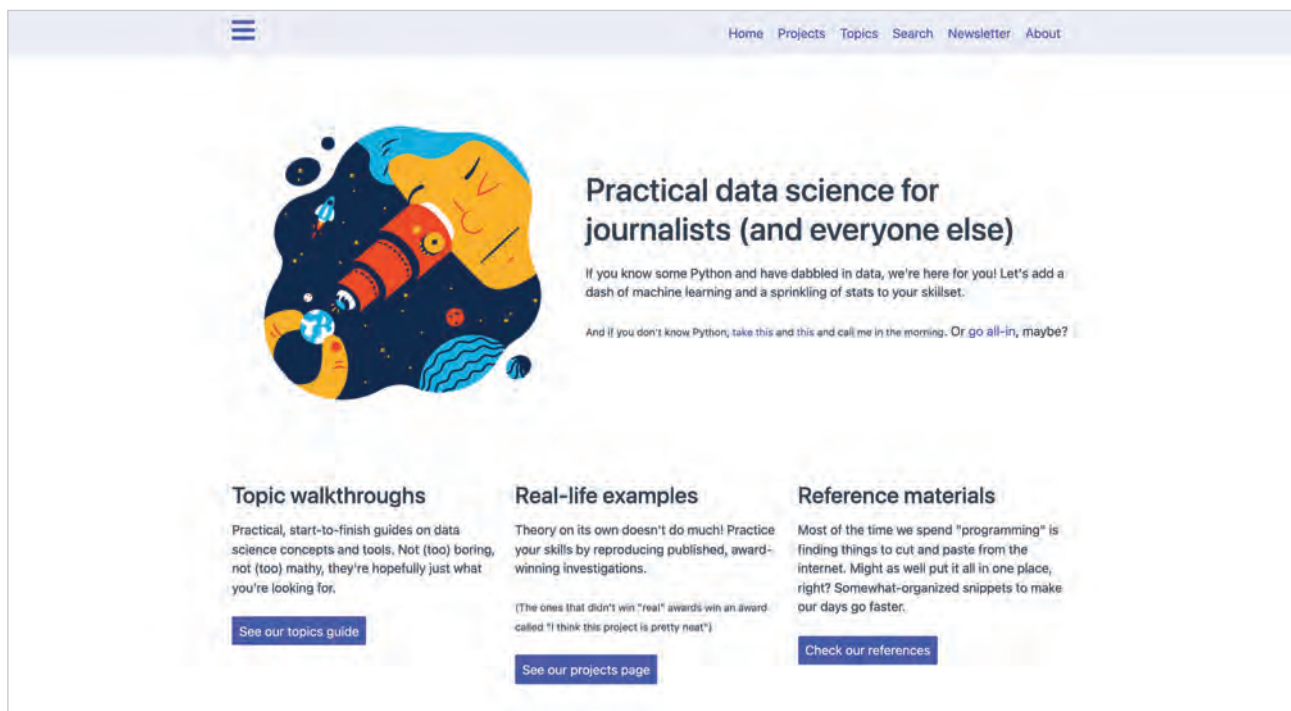 Home Projects Topics Search Newsletter About
Practical data science for
journalists (and everyone else)
If you know some Python and have dabbled in data, we're here for you! Let's add a
dash of machine learning and a sprinkling of stats to your skillset.
And if you don't know Python, take this and this and call me in the morning. Or go all-in, maybe?
Topic walkthroughs
Practical, start-to-finish guides on data
science concepts and tools. Not (too) boring,
not (too) mathy, they're hopefully just what
you're looking for.
See our topics guide
Real-life examples
Theory on its own doesn't do much! Practice
your skills by reproducing published, award-
winning investigations.
(The ones that didn't win "real" awards win an award
called "I think this project is pretty neat")
See our projects page
Reference materials
Most of the time we spend "programming" is
finding things to cut and paste from the
internet. Might as well put it all in one place,
right? Somewhat-organized snippets to make
our days go faster.
Check our references